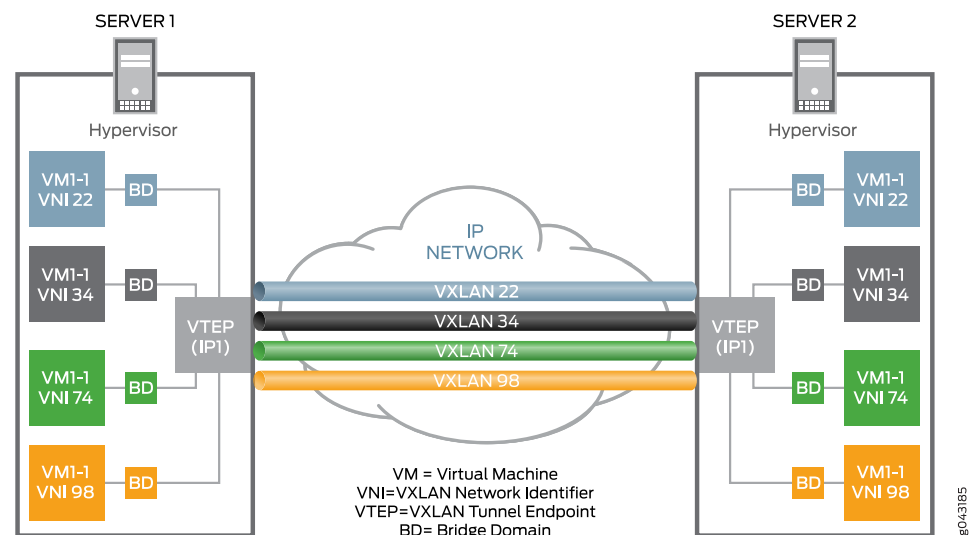 SERVER 1
SERVER 2
Hypervisor
Hypervisor
VM1-1
VNI 22
BD
BD
VM1-1
VNI 22
IP
NETWORK
VM1-1
VNI 34
BD
BD
VM1-1
VNI 34
VXLAN 22
VXLAN 34
VXLAN 74
VXLAN 98
VTEP
(IP1)
VTEP
(IP1)
VM1-1
VNI 74
BD
BD
VM1-1
VNI 74
VM1-1
VNI 98
BD
BD
VM1-1
VNI 98
VM = Virtual Machine
VNI=VXLAN Network Identifier
VTEP=VXLAN Tunnel Endpoint
BD= Bridge Domain
g043185